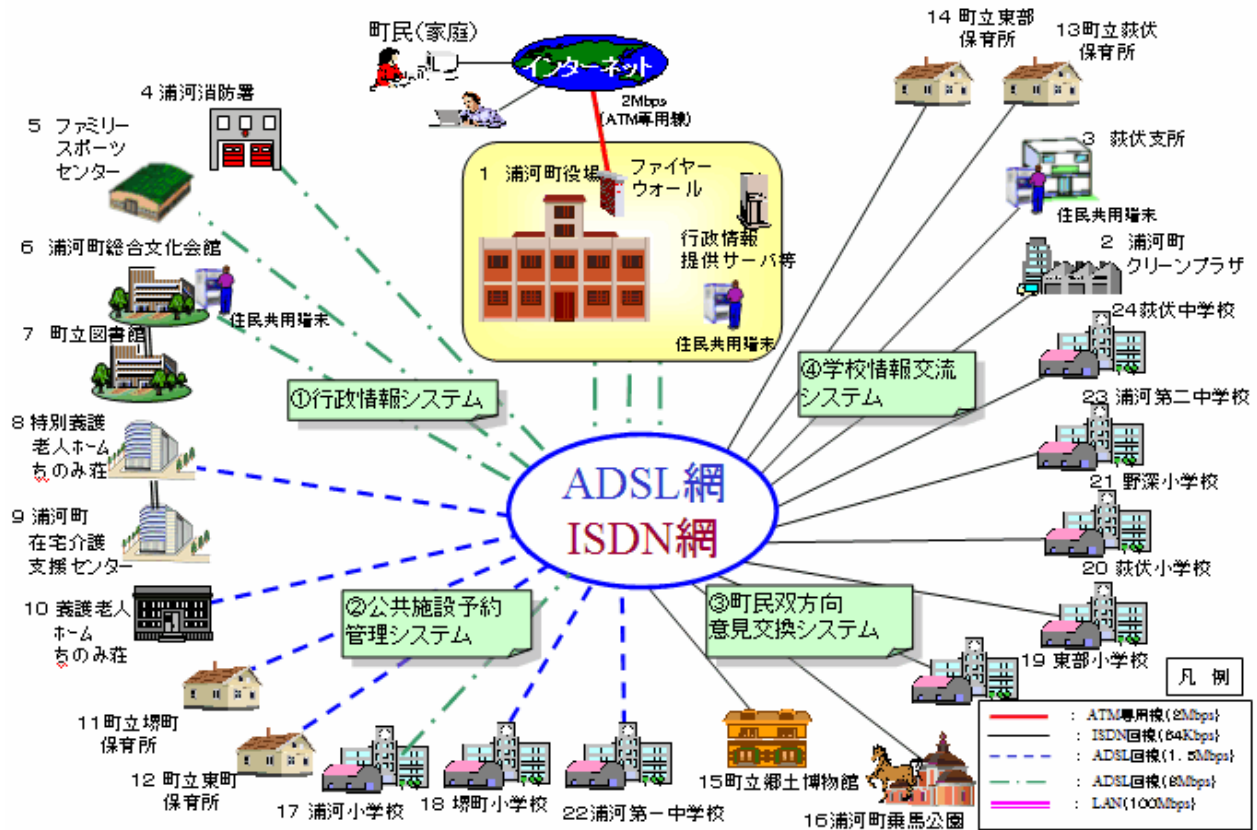 町民(家庭)
インターネット
2Mbps
(ATM専用線)
14 町立東部
保育所
13町立荻伏
保育所
4 浦河消防署
5 ファミリー
スポーツ
センター
1 浦河町役場
ファイヤー
ウォール
行政情報
提供サーバ等
住民共用端末
3 荻伏支所
住民共用端末
2 浦河町
クリーンプラザ
6 浦河町総合文化会館
住民共用端末
7 町立図書館
24荻伏中学校
①行政情報システム
④学校情報交流
システム
23 浦河第二中学校
8 特別養護
老人ホーム
ちのみ荘
ADSL網
ISDN網
21 野深小学校
9 浦河町
在宅介護
支援センター
20 荻伏小学校
10 養護老人
ホーム
ちのみ荘
②公共施設予約
管理システム
③町民双方向
意見交換システム
19 東部小学校
11 町立堺町
保育所
12 町立東町
保育所
17 浦河小学校
18 堺町小学校
22浦河第一中学校
15町立郷土博物館
16浦河町乗馬公園
凡 例
: ATM専用線(2Mbps)
: ISDN回線(64Kbps)
: ADSL回線(1.5Mbps)
: ADSL回線(8Mbps)
: LAN(100Mbps)